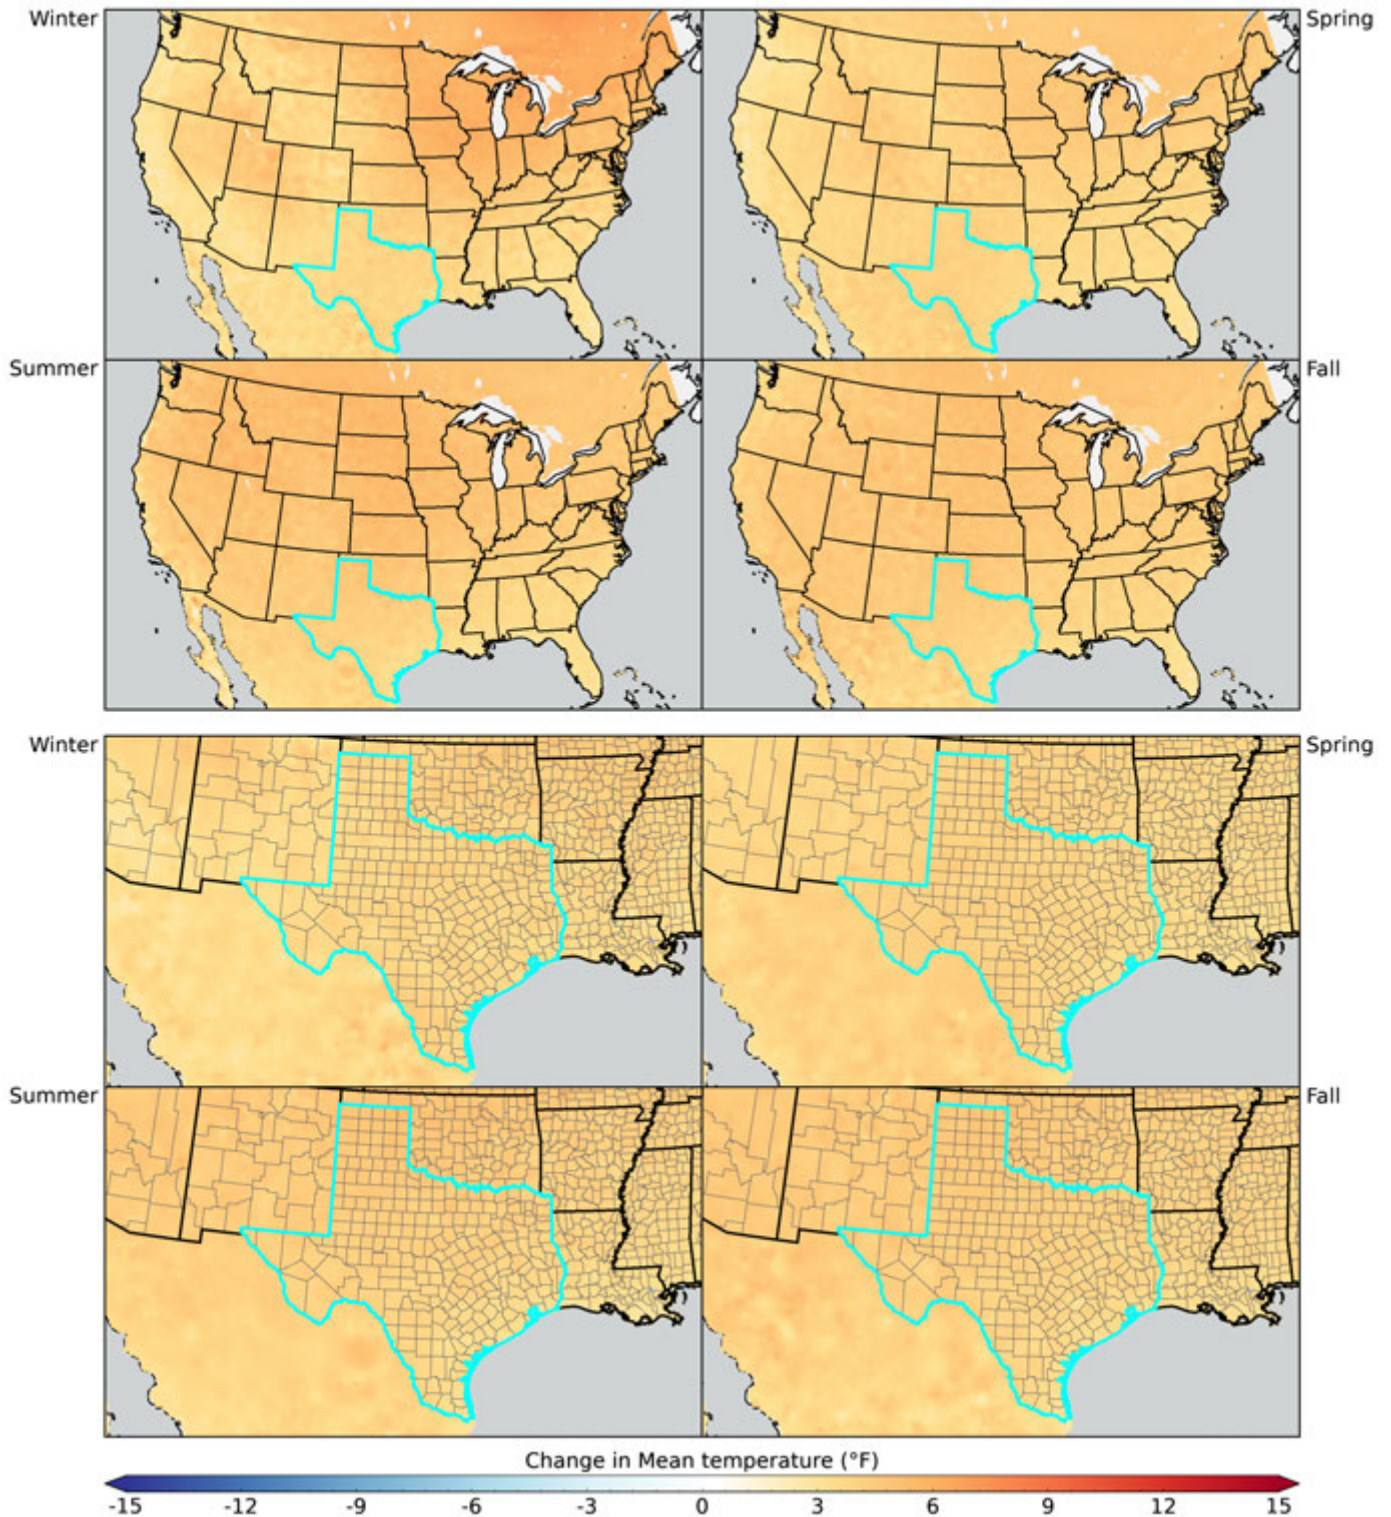 Winter
Spring
Summer
Fall
Winter
Spring
Summer
Fall
Change in Mean temperature (°F)
-15 -12 -9 -6 -3 0 3 6 9 12 15